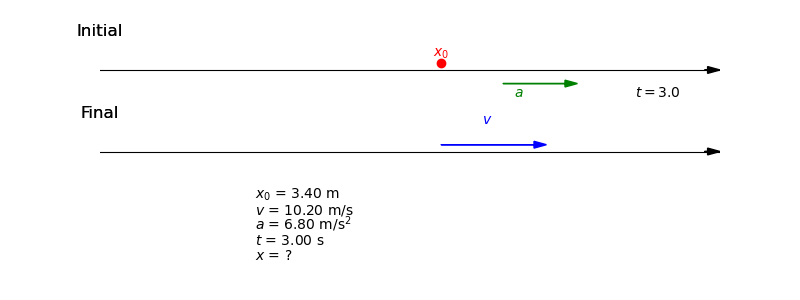 Initial
x₀
a
t = 3.0
Final
v
x₀ = 3.40 m
v = 10.20 m/s
a = 6.80 m/s²
t = 3.00 s
x = ?